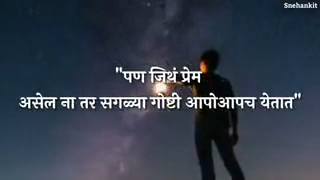 Snehankit
"पण जिथं प्रेम
असेल ना तर सगळ्या गोष्टी आपोआपच येतात"